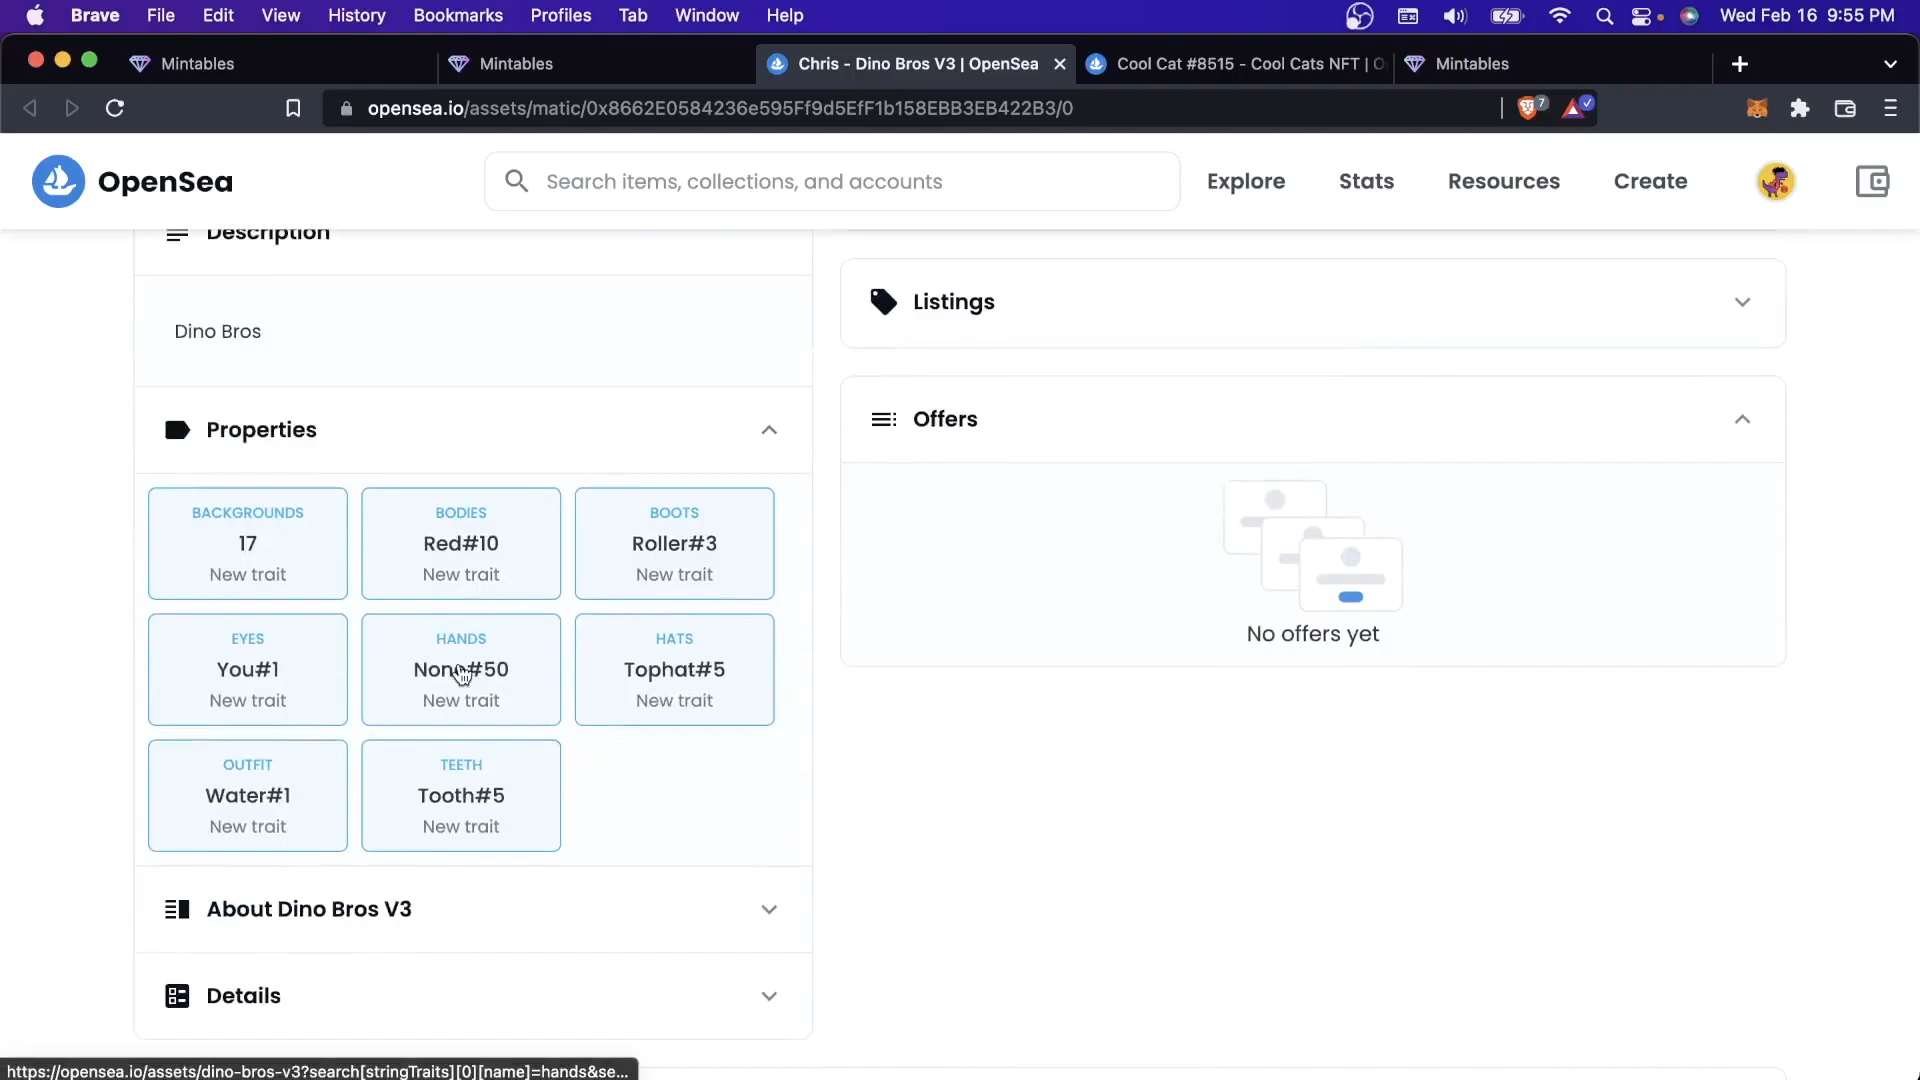 Brave File Edit View History Bookmarks Profiles Tab Window Help Wed Feb 16 9:55 PM
Mintables Mintables Chris - Dino Bros V3 | OpenSea Cool Cat #8515 - Cool Cats NFT | O Mintables
opensea.io/assets/matic/0x8662E0584236e595Ff9d5EfF1b158EBB3EB422B3/0 7
OpenSea Search items, collections, and accounts Explore Stats Resources Create
Description
Listings
Dino Bros
Offers
Properties
BACKGROUNDS BODIES BOOTS
17 Red#10 Roller#3
New trait New trait New trait
No offers yet
EYES HANDS HATS
You#1 None#50 Tophat#5
New trait New trait New trait
OUTFIT TEETH
Water#1 Tooth#5
New trait New trait
About Dino Bros V3
Details
https://opensea.io/assets/dino-bros-v3?search[stringTraits][0][name]=hands&se...